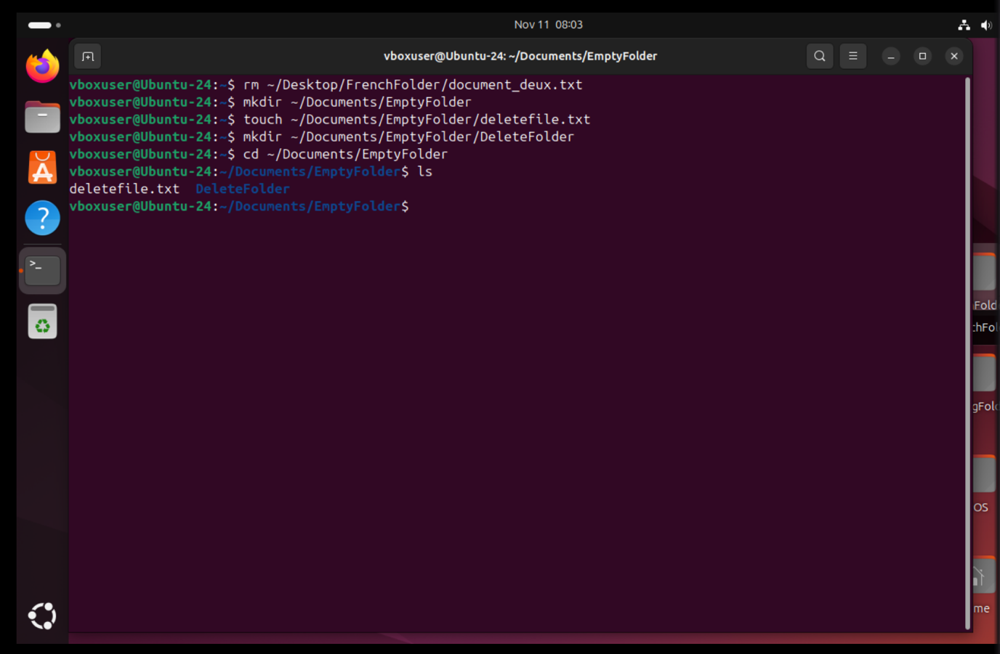 Nov 11 08:03
vboxuser@Ubuntu-24: ~/Documents/EmptyFolder
vboxuser@Ubuntu-24:~$ rm ~/Desktop/FrenchFolder/document_deux.txt
vboxuser@Ubuntu-24:~$ mkdir ~/Documents/EmptyFolder
vboxuser@Ubuntu-24:~$ touch ~/Documents/EmptyFolder/deletefile.txt
vboxuser@Ubuntu-24:~$ mkdir ~/Documents/EmptyFolder/DeleteFolder
vboxuser@Ubuntu-24:~$ cd ~/Documents/EmptyFolder
vboxuser@Ubuntu-24:~/Documents/EmptyFolder$ ls
deletefile.txt DeleteFolder
vboxuser@Ubuntu-24:~/Documents/EmptyFolder$
OS
me